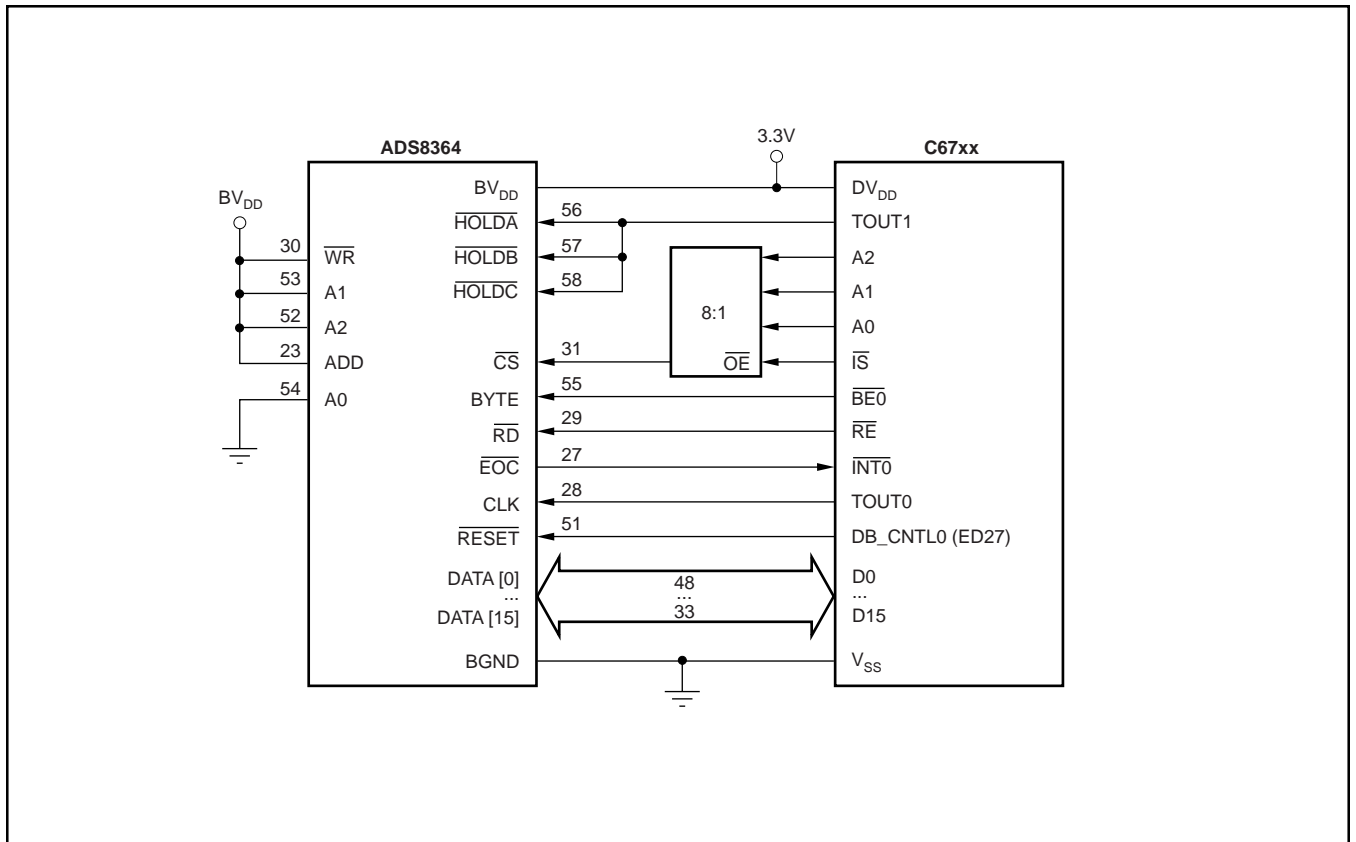 ADS8364
3.3V
C67xx
BVDD
30 WR
53 A1
52 A2
23 ADD
54 A0
BVDD
HOLDA 56
HOLDB 57
HOLDC 58
CS 31
BYTE 55
RD 29
EOC 27
CLK 28
RESET 51
DATA [0]
...
DATA [15]
BGND
8:1
OE
48
...
33
DVDD
TOUT1
A2
A1
A0
IS
BE0
RE
INT0
TOUT0
DB_CNTL0 (ED27)
D0
...
D15
VSS